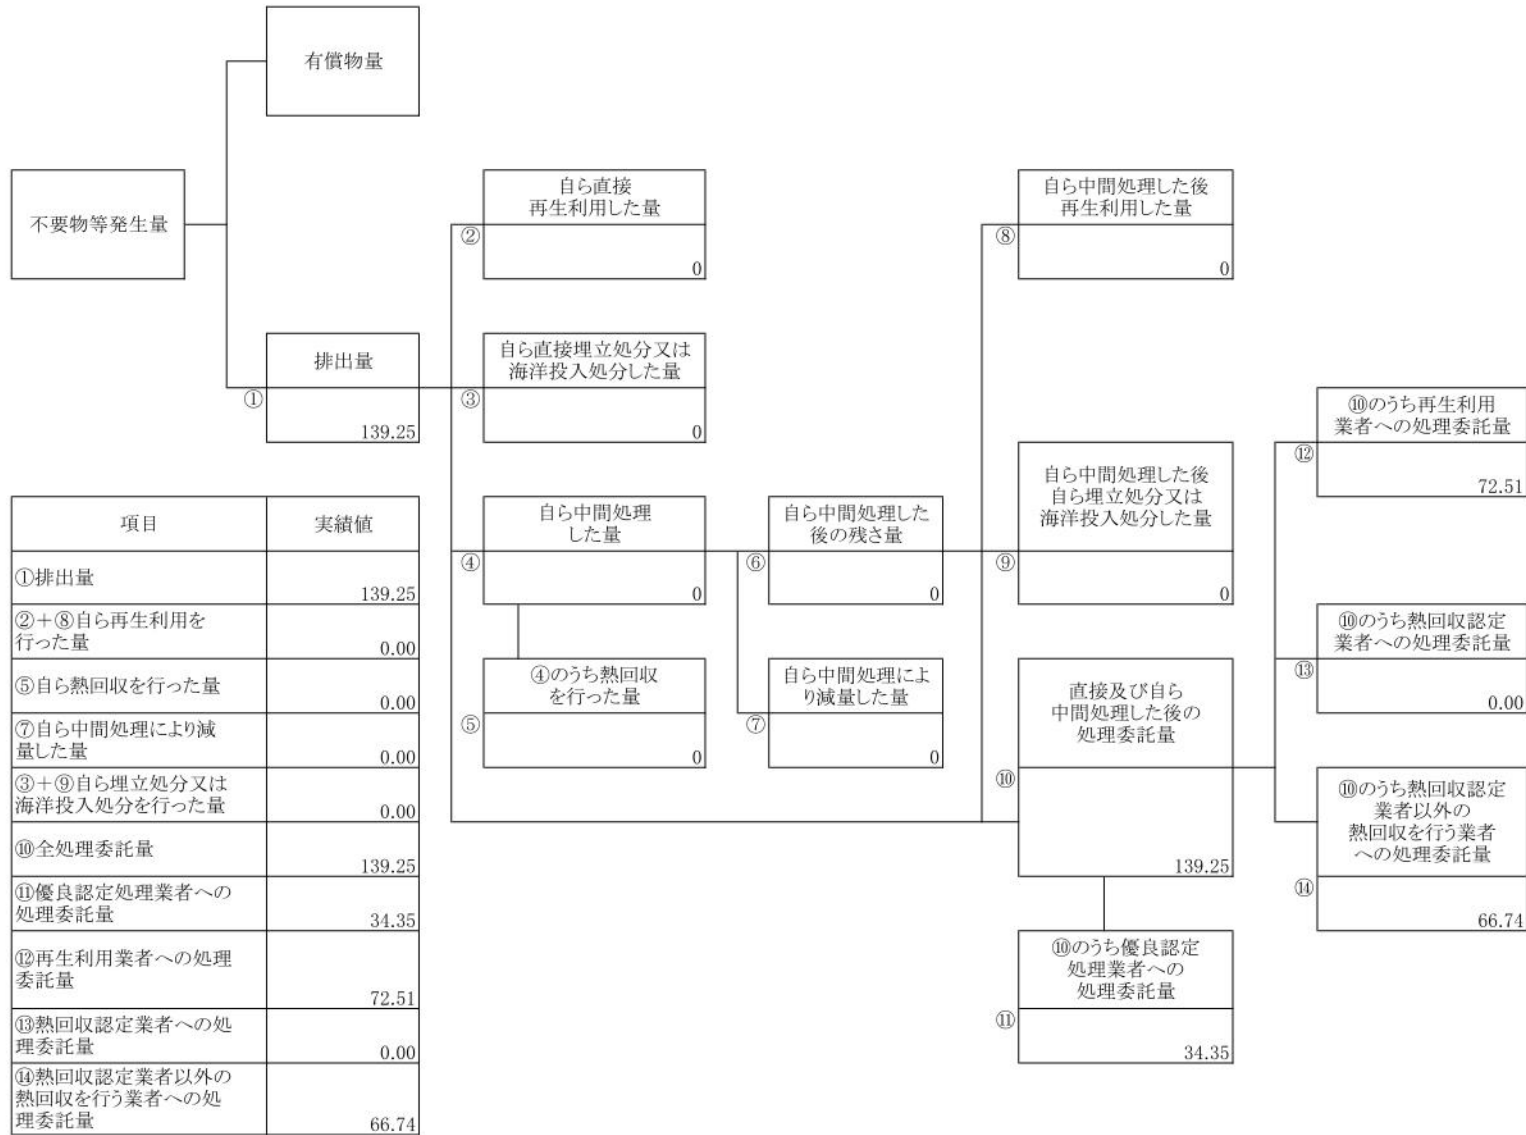 有償物量
不要物等発生量
自ら直接
再生利用した量
②
0
自ら中間処理した後
再生利用した量
⑧
0
排出量
①
139.25
自ら直接埋立処分又は
海洋投入処分した量
③
0
⑩のうち再生利用
業者への処理委託量
⑫
72.51
自ら中間処理
した量
④
0
自ら中間処理した
後の残さ量
⑥
0
自ら中間処理した後
自ら埋立処分又は
海洋投入処分した量
⑨
0
⑩のうち熱回収認定
業者への処理委託量
⑬
0.00
④のうち熱回収
を行った量
⑤
0
自ら中間処理によ
り減量した量
⑦
0
直接及び自ら
中間処理した後の
処理委託量
⑩
139.25
⑩のうち熱回収認定
業者以外の
熱回収を行う業者
への処理委託量
⑭
66.74
⑩のうち優良認定
処理業者への
処理委託量
⑪
34.35
項目
実績値
①排出量
139.25
②+⑧自ら再生利用を
行った量
0.00
⑤自ら熱回収を行った量
0.00
⑦自ら中間処理により減
量した量
0.00
③+⑨自ら埋立処分又は
海洋投入処分を行った量
0.00
⑩全処理委託量
139.25
⑪優良認定処理業者への
処理委託量
34.35
⑫再生利用業者への処理
委託量
72.51
⑬熱回収認定業者への処
理委託量
0.00
⑭熱回収認定業者以外の
熱回収を行う業者への処
理委託量
66.74